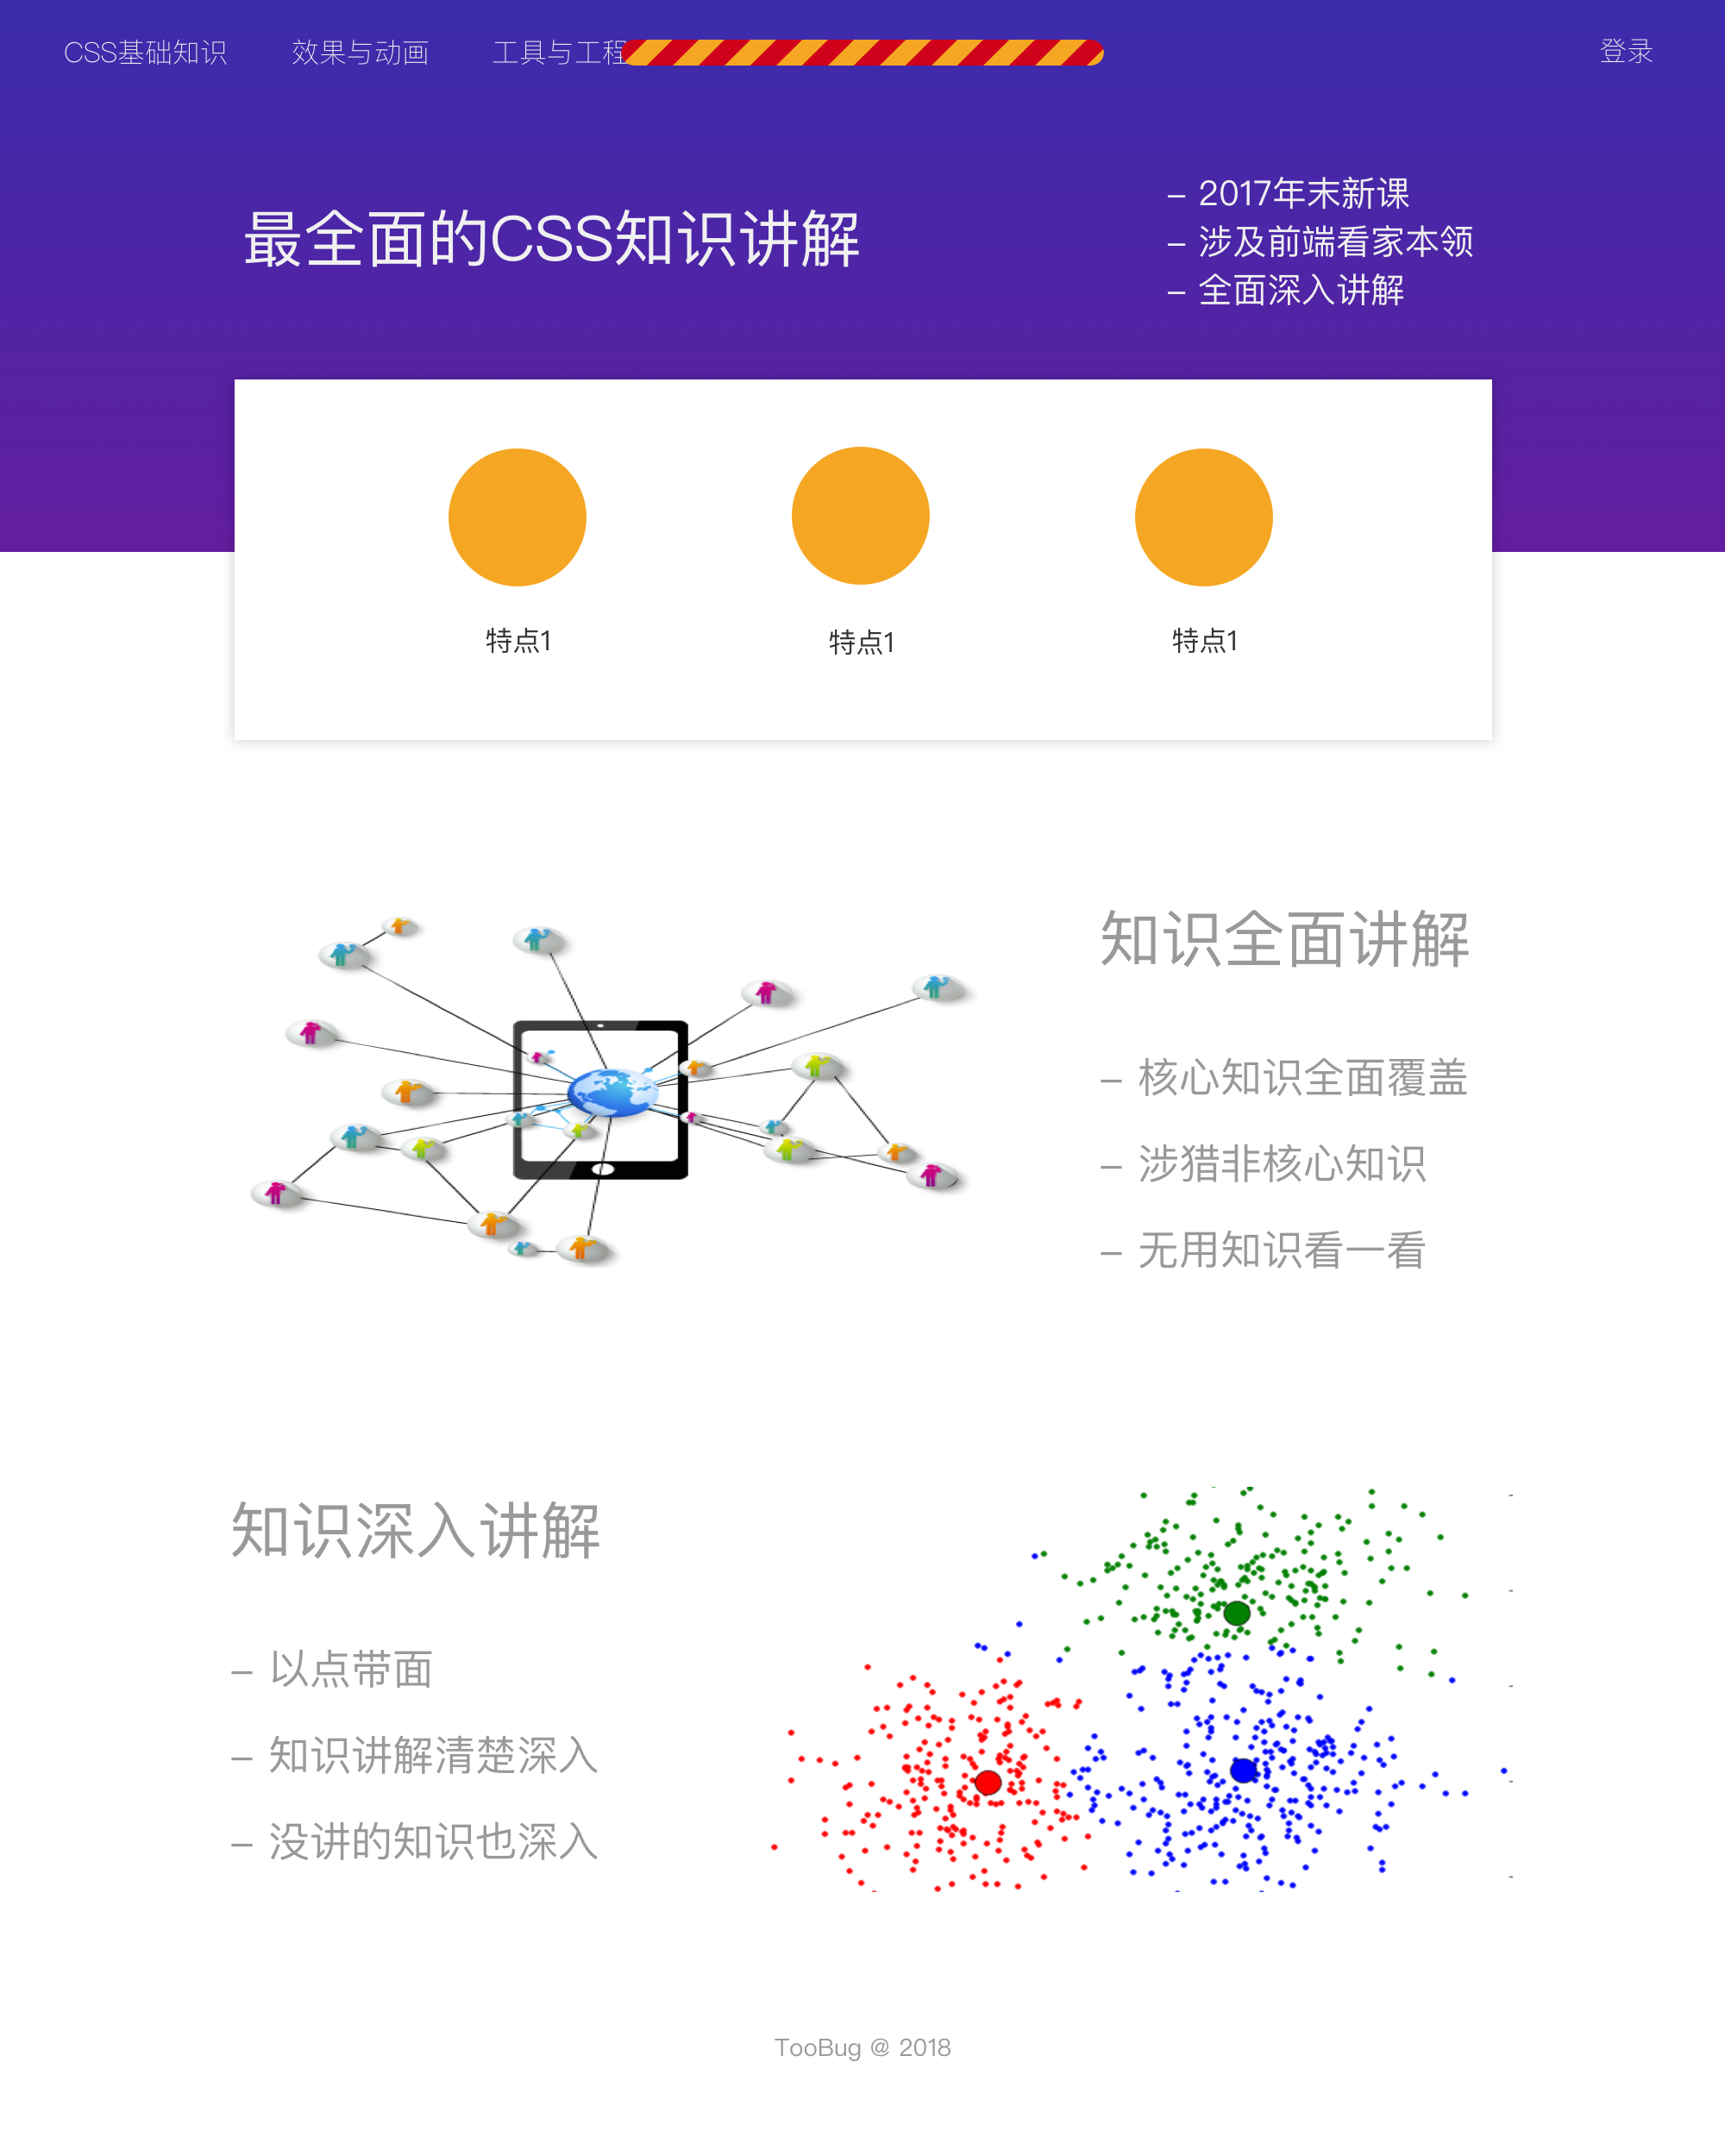 CSS基础知识
效果与动画
工具与工程
登录
最全面的CSS知识讲解
– 2017年末新课
– 涉及前端看家本领
– 全面深入讲解
特点1
特点1
特点1
知识全面讲解
– 核心知识全面覆盖
– 涉猎非核心知识
– 无用知识看一看
知识深入讲解
– 以点带面
– 知识讲解清楚深入
– 没讲的知识也深入
TooBug @ 2018